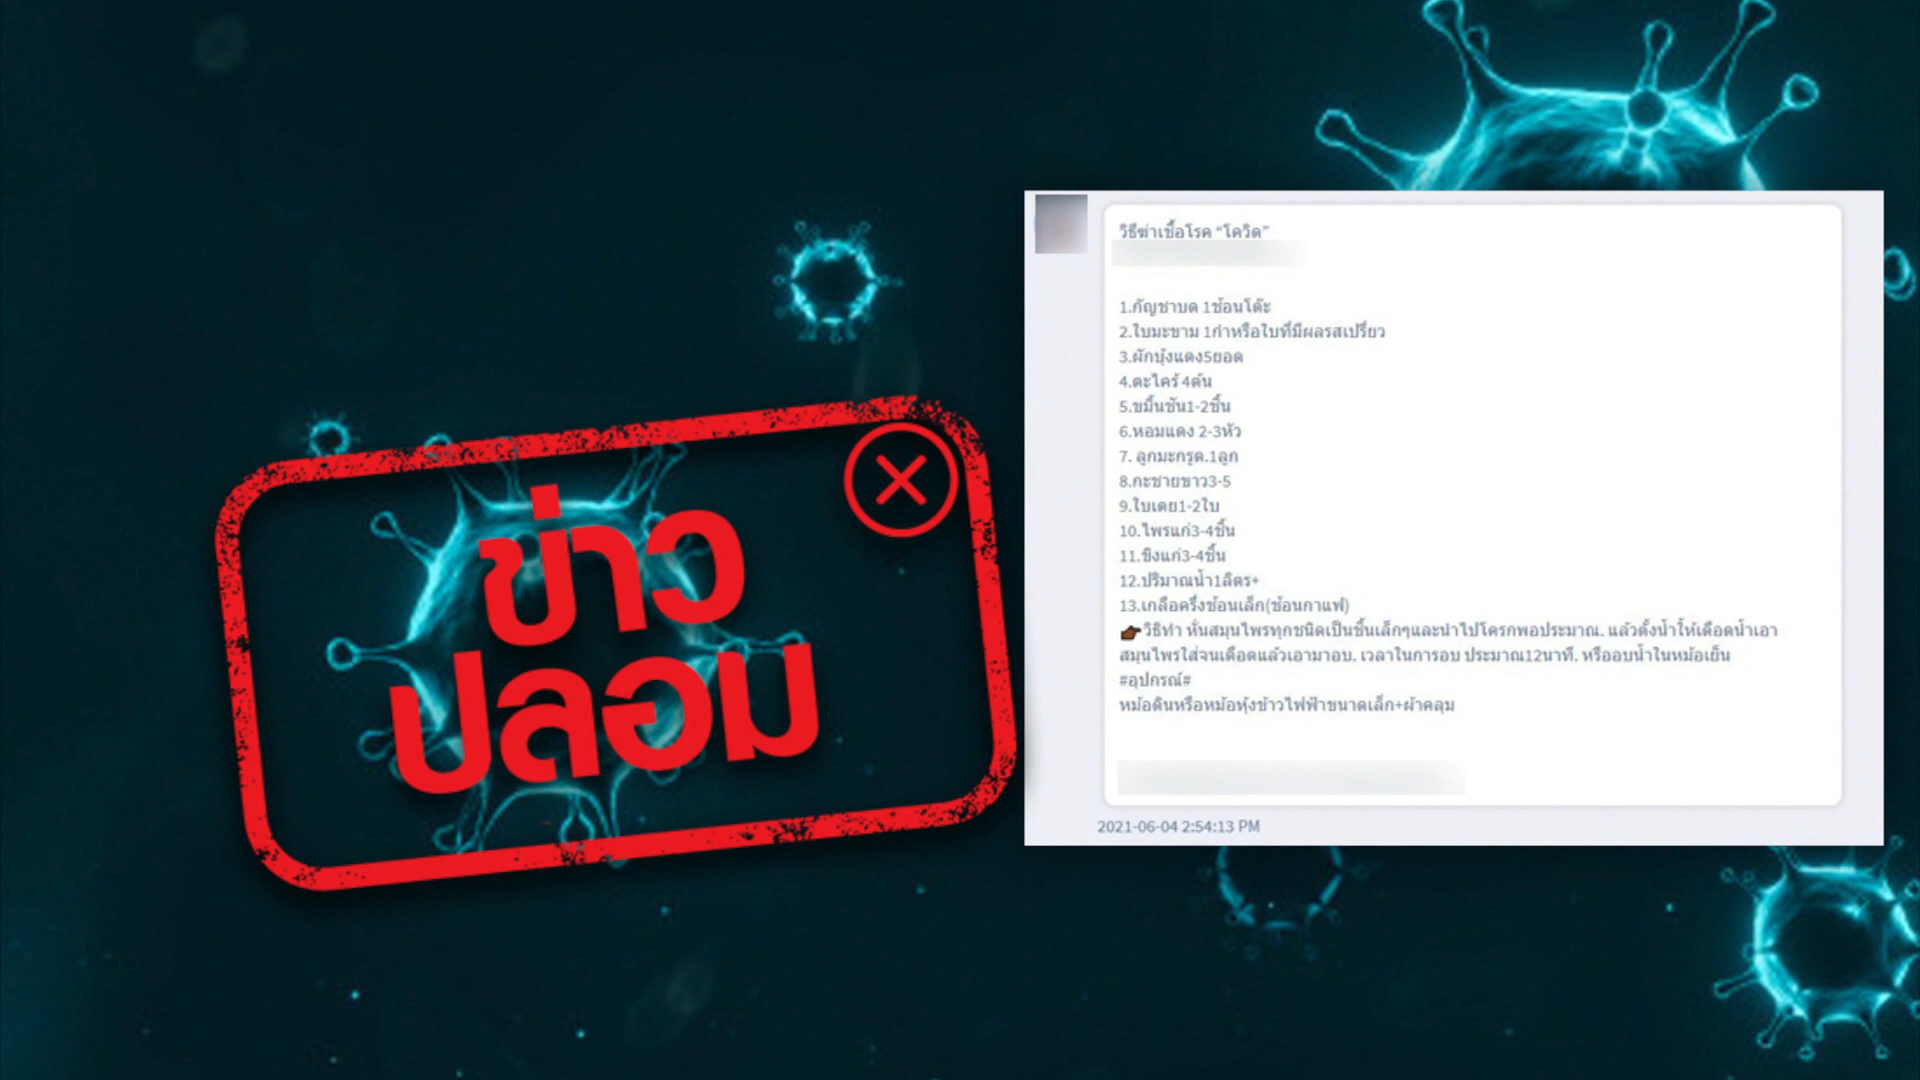 ข่าว
ปลอม
วิธีฆ่าเชื้อโรค “โควิด”
1.กัญชาบด 1ช้อนโต๊ะ
2.ใบมะขาม 1กำหรือใบที่มีผลรสเปรี้ยว
3.ผักบุ้งแดง5ยอด
4.ตะไคร้ 4ต้น
5.ขมิ้นชัน1-2ชิ้น
6.หอมแดง 2-3หัว
7. ลูกมะกรูด.1ลูก
8.กะชายขาว3-5
9.ใบเตย1-2ใบ
10.ไพรแก่3-4ชิ้น
11.ขิงแก่3-4ชิ้น
12.ปริมาณน้ำ1ลิตร+
13.เกลือครึ่งช้อนเล็ก(ช้อนกาแฟ)
👉🏿วิธีทำ หั่นสมุนไพรทุกชนิดเป็นชิ้นเล็กๆและนำไปโครกพอประมาณ. แล้วตั้งน้ำให้เดือดน้ำเอา
สมุนไพรใส่จนเดือดแล้วเอามาอบ. เวลาในการอบ ประมาณ12นาที. หรืออบน้ำในหม้อเย็น
#อุปกรณ์#
หม้อดินหรือหม้อหุ้งข้าวไฟฟ้าขนาดเล็ก+ผ้าคลุม
2021-06-04 2:54:13 PM